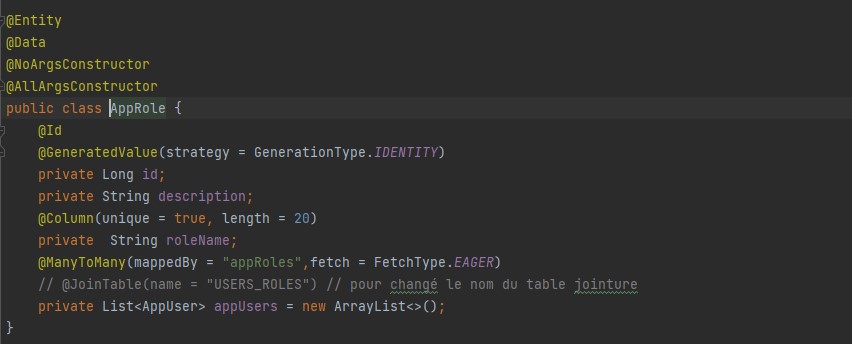 @Entity
@Data
@NoArgsConstructor
@AllArgsConstructor
public class AppRole {
@Id
@GeneratedValue(strategy = GenerationType.IDENTITY)
private Long id;
private String description;
@Column(unique = true, length = 20)
private  String roleName;
@ManyToMany(mappedBy = "appRoles",fetch = FetchType.EAGER)
// @JoinTable(name = "USERS_ROLES") // pour changé le nom du table jointure
private List<AppUser> appUsers = new ArrayList<>();
}